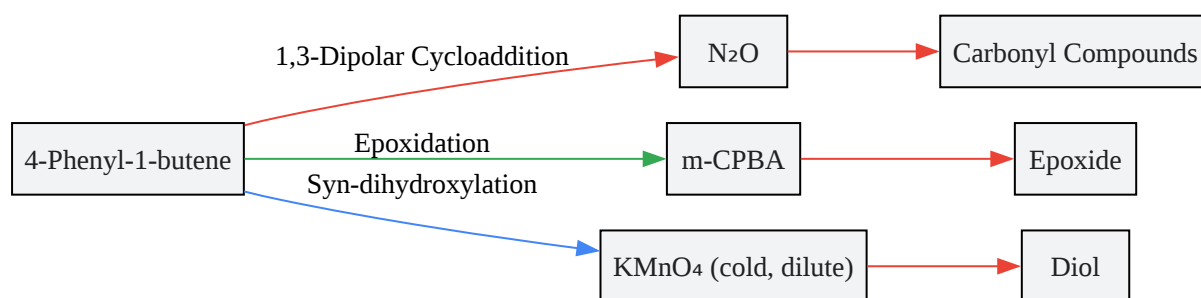 1,3-Dipolar Cycloaddition
N₂O
Carbonyl Compounds
4-Phenyl-1-butene
Epoxidation
m-CPBA
Epoxide
Syn-dihydroxylation
KMnO₄ (cold, dilute)
Diol